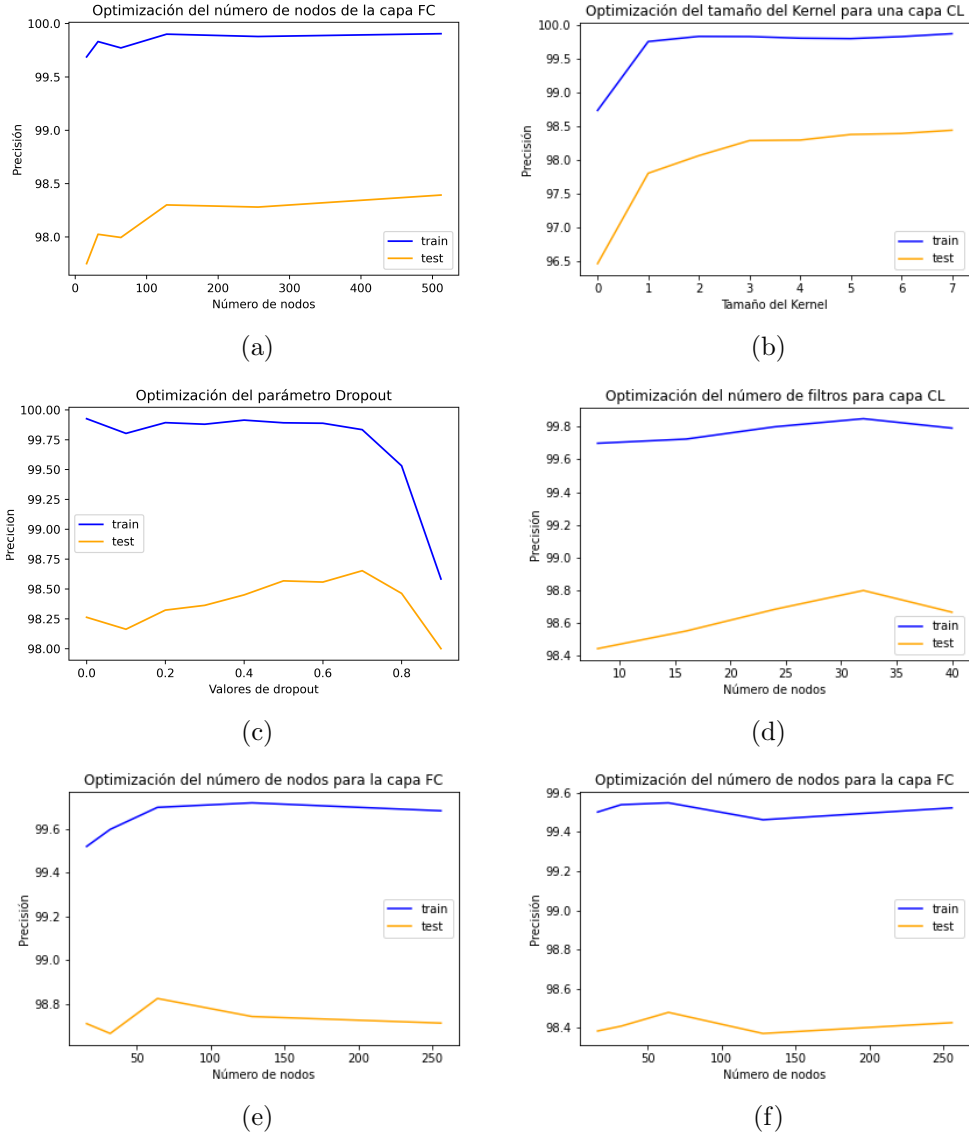 Optimización del número de nodos de la capa FC
100.0
99.5
99.0
98.5
98.0
Precisión
train
test
0 100 200 300 400 500
Número de nodos
(a)
Optimización del tamaño del Kernel para una capa CL
100.0
99.5
99.0
98.5
98.0
97.5
97.0
96.5
Precisión
train
test
0 1 2 3 4 5 6 7
Tamaño del Kernel
(b)
Optimización del parámetro Dropout
100.00
99.75
99.50
99.25
99.00
98.75
98.50
98.25
98.00
Precición
train
test
0.0 0.2 0.4 0.6 0.8
Valores de dropout
(c)
Optimización del número de filtros para capa CL
99.8
99.6
99.4
99.2
99.0
98.8
98.6
98.4
Precisión
train
test
10 15 20 25 30 35 40
Número de nodos
(d)
Optimización del número de nodos para la capa FC
99.6
99.4
99.2
99.0
98.8
Precisión
train
test
50 100 150 200 250
Número de nodos
(e)
Optimización del número de nodos para la capa FC
99.6
99.4
99.2
99.0
98.8
98.6
98.4
Precisión
train
test
50 100 150 200 250
Número de nodos
(f)